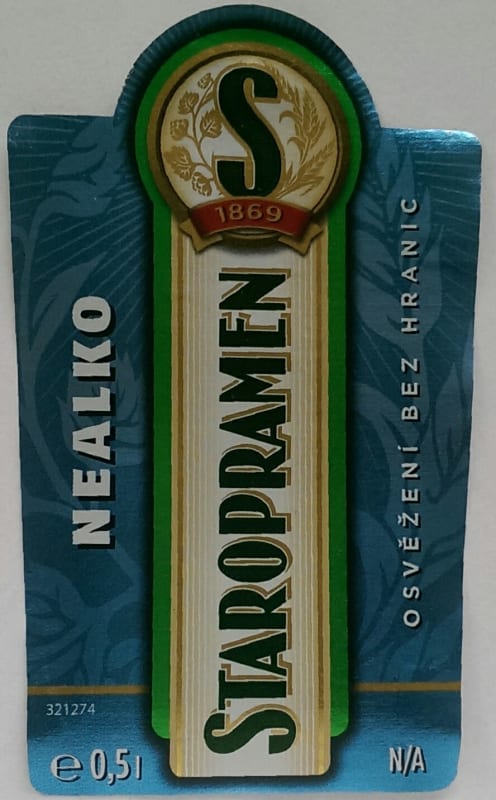 S
1869
STAROPRAMEN
NEALKO
OSVĚŽENÍ BEZ HRANIC
321274
℮ 0,5 l
N/A